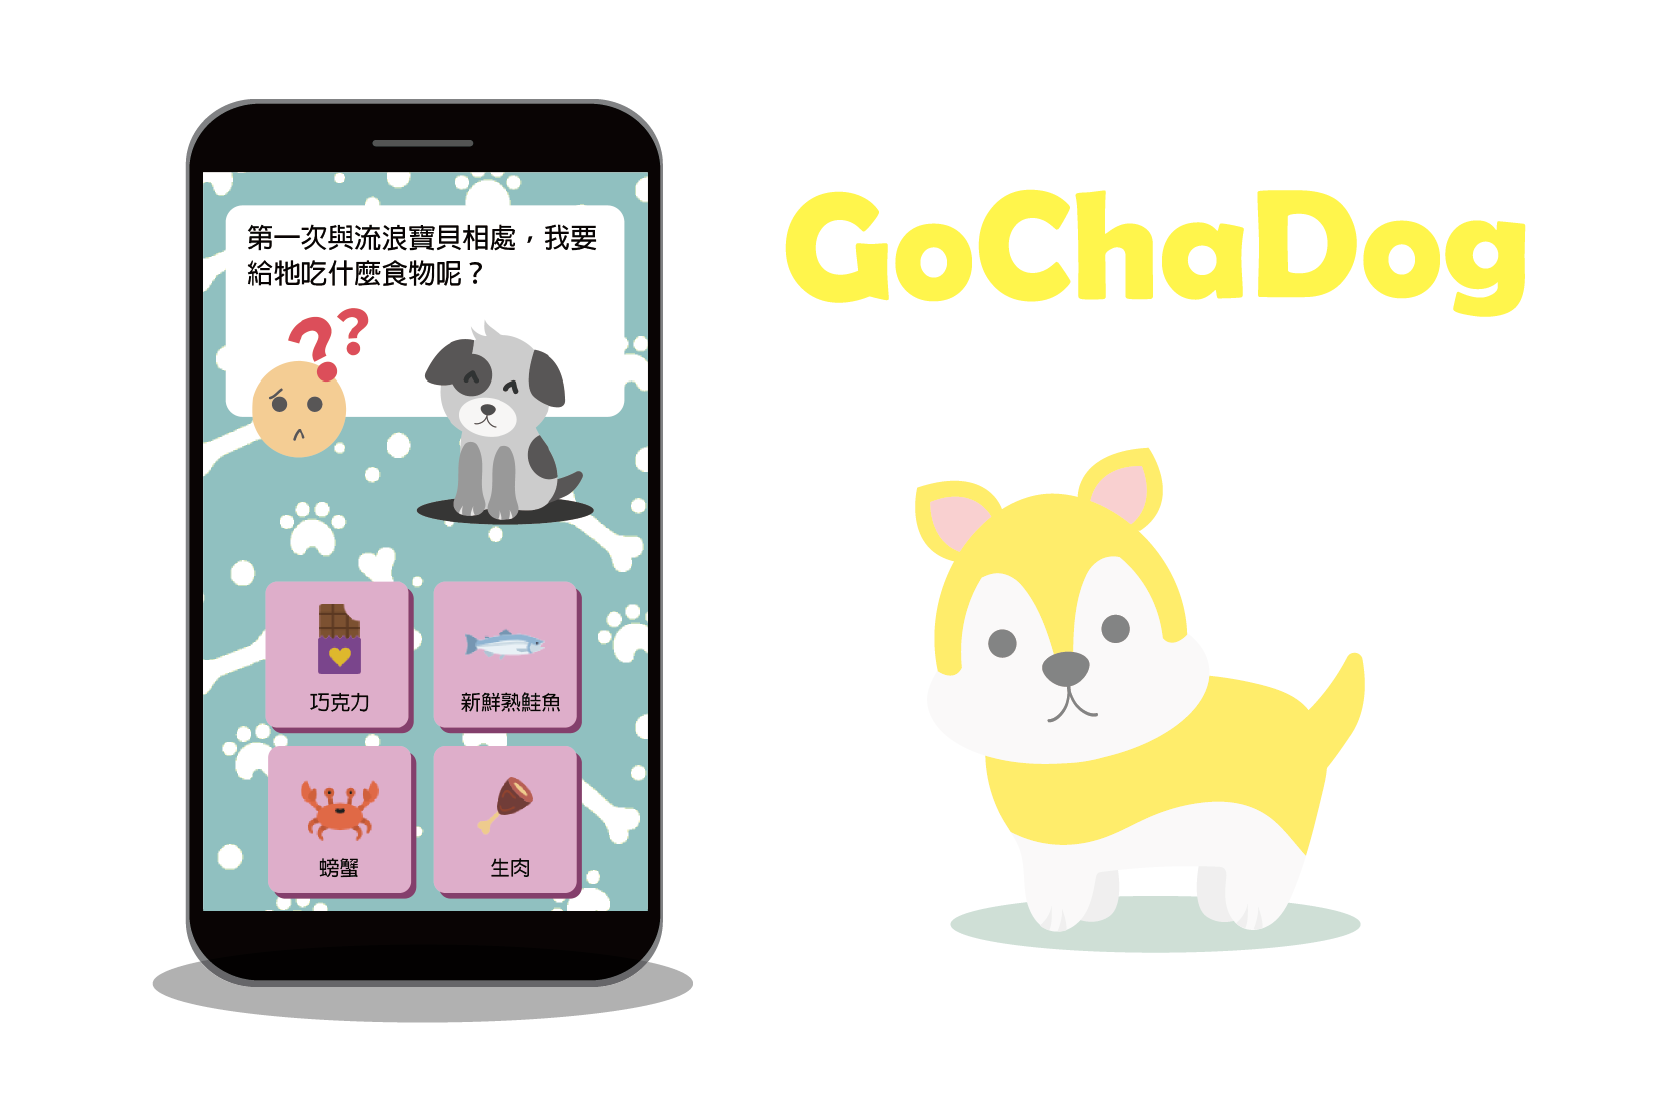 第一次與流浪寶貝相處，我要
給牠吃什麼食物呢？
??
巧克力
新鮮熟鮭魚
螃蟹
生肉
GoChaDog